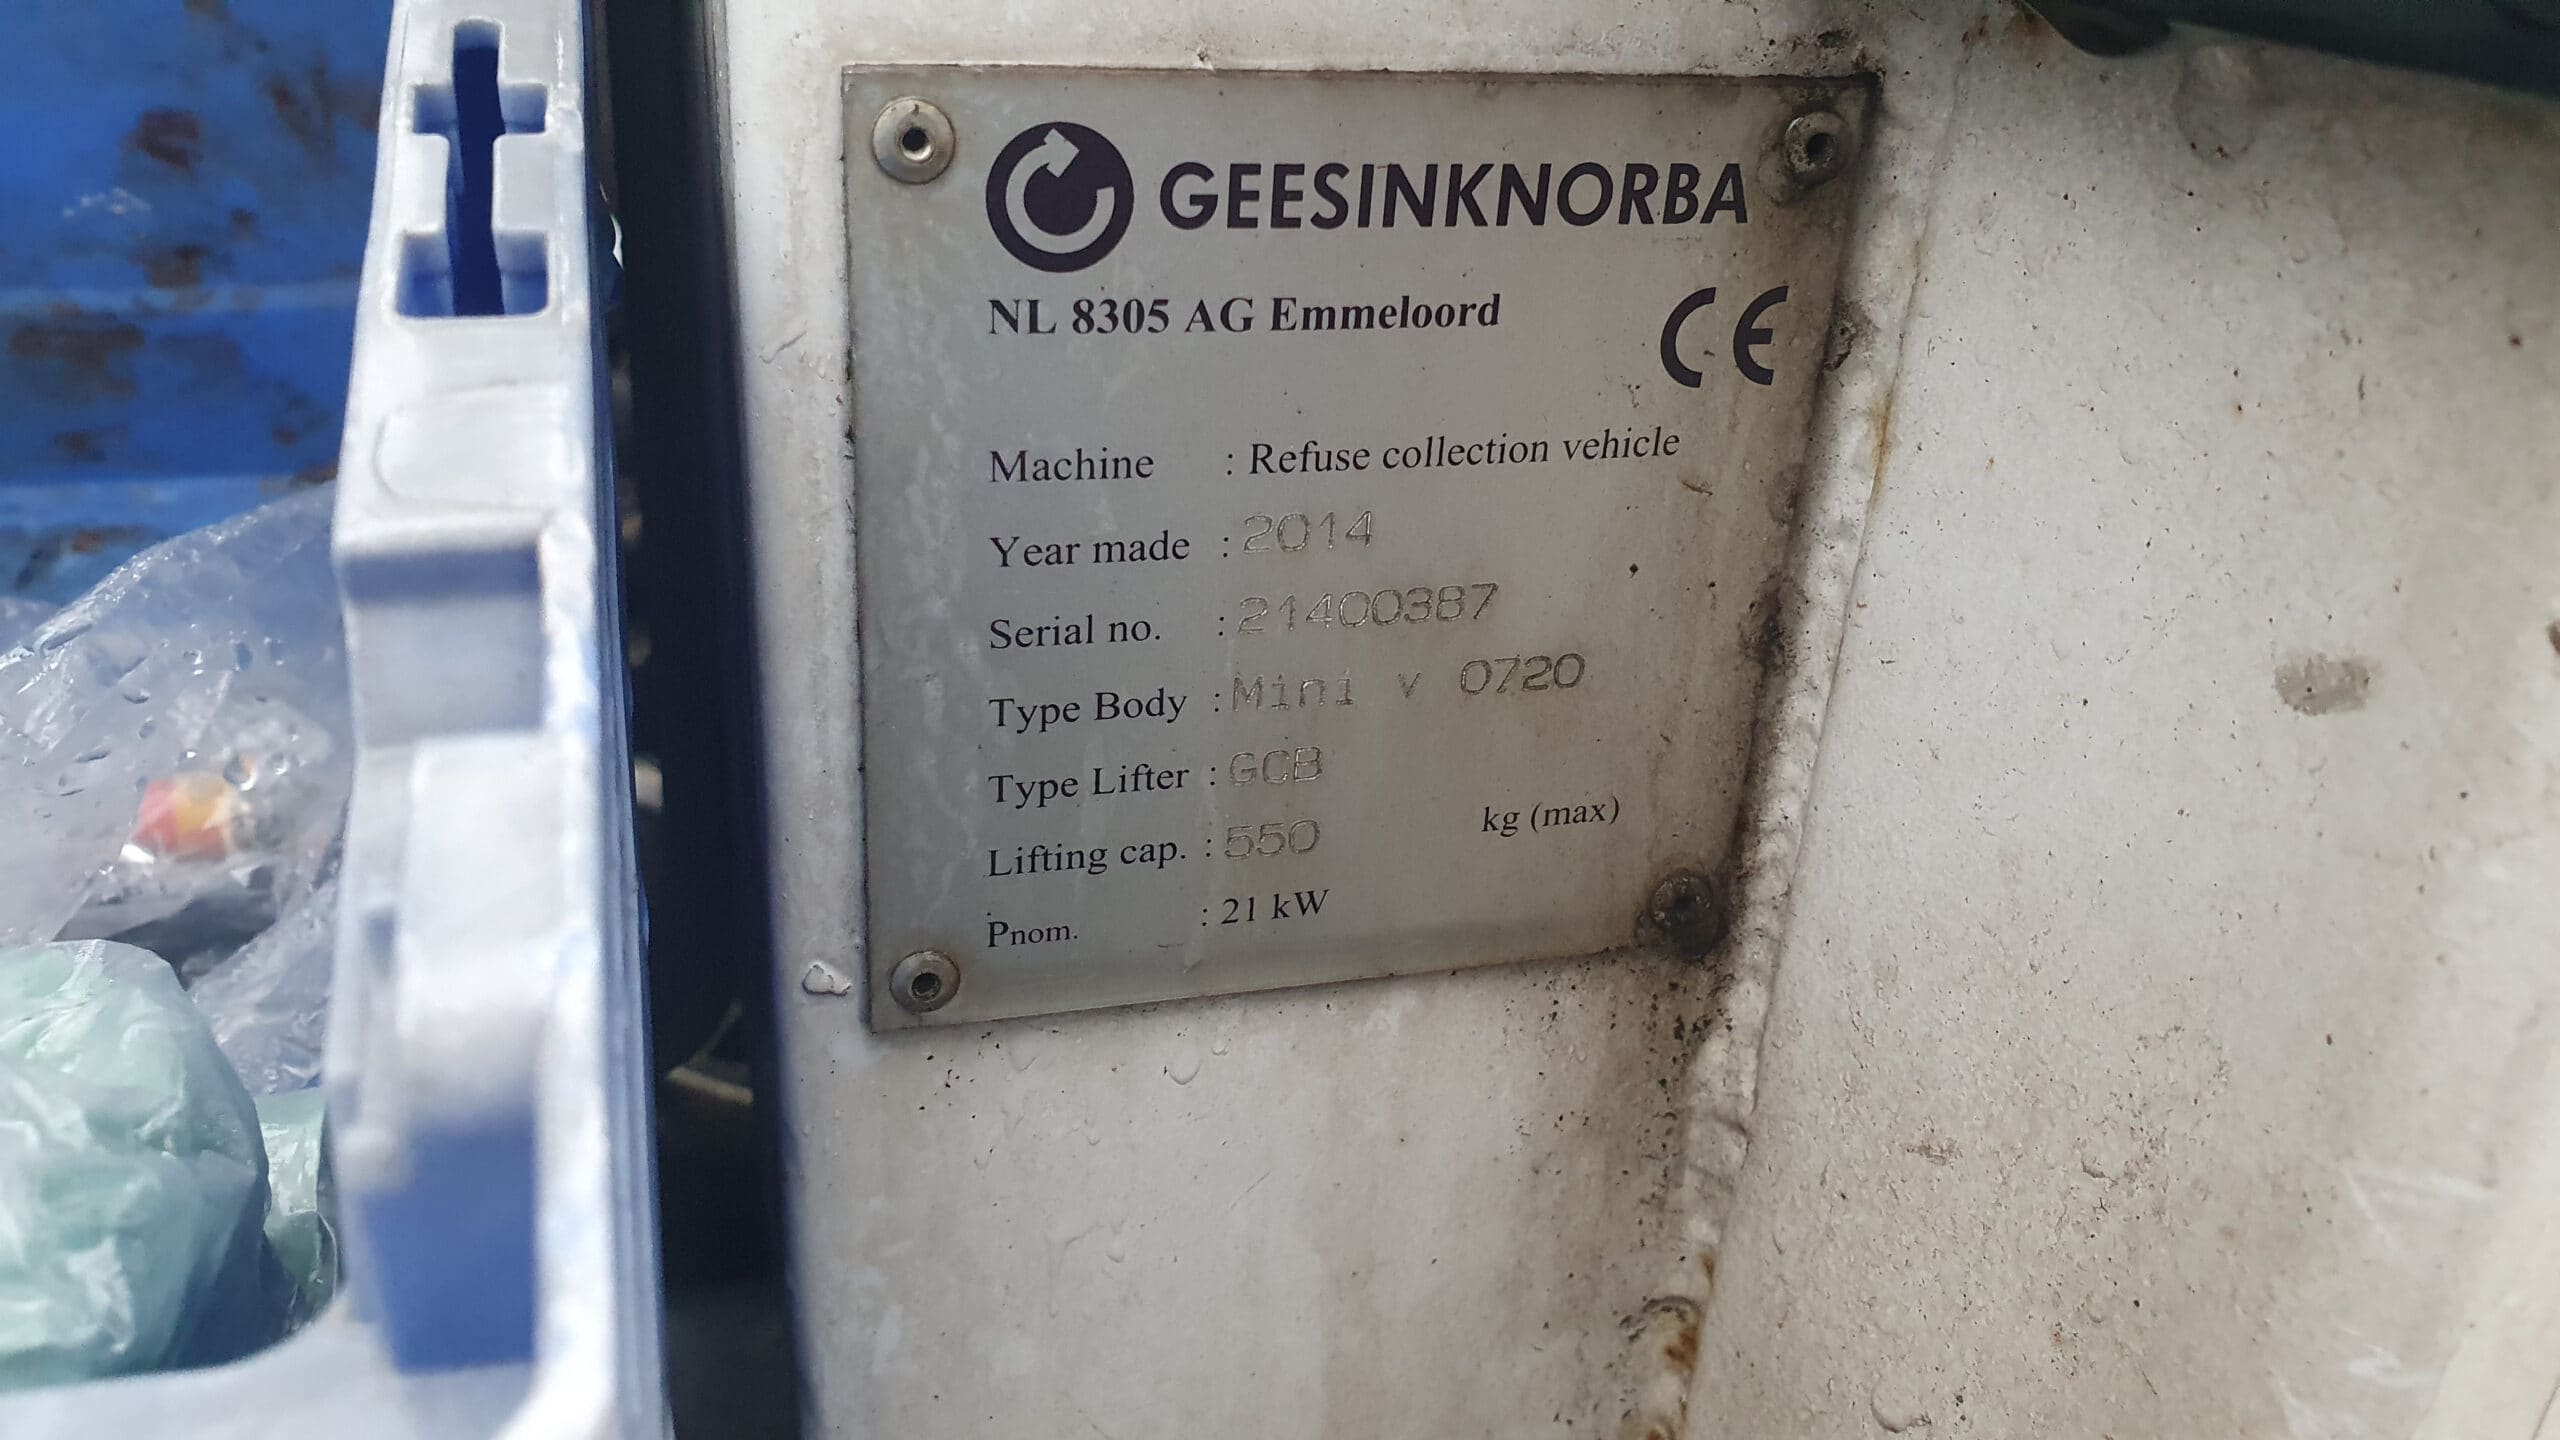 GEESINKNORBA
NL 8305 AG Emmeloord
CE
Machine : Refuse collection vehicle
Year made : 2014
Serial no. : 21400387
Type Body : Mini v 0720
Type Lifter : GCB
Lifting cap. : 550 kg (max)
Pnom. : 21 kW